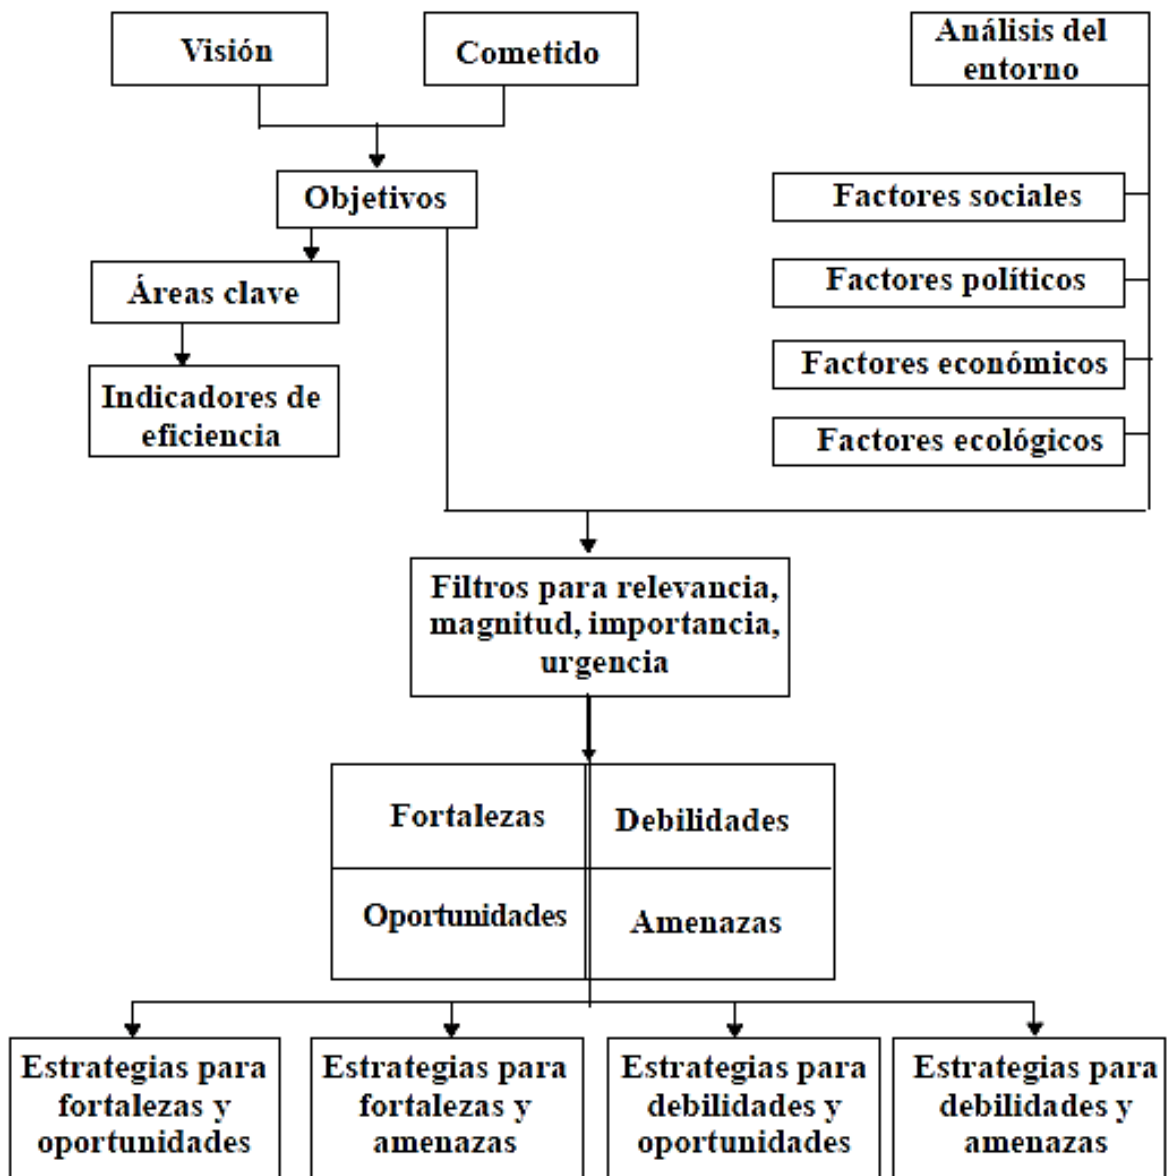 Visión
Cometido
Análisis del
entorno
Objetivos
Factores sociales
Áreas clave
Factores políticos
Indicadores de
eficiencia
Factores económicos
Factores ecológicos
Filtros para relevancia,
magnitud, importancia,
urgencia
Fortalezas
Debilidades
Oportunidades
Amenazas
Estrategias para
fortalezas y
oportunidades
Estrategias para
fortalezas y
amenazas
Estrategias para
debilidades y
oportunidades
Estrategias para
debilidades y
amenazas